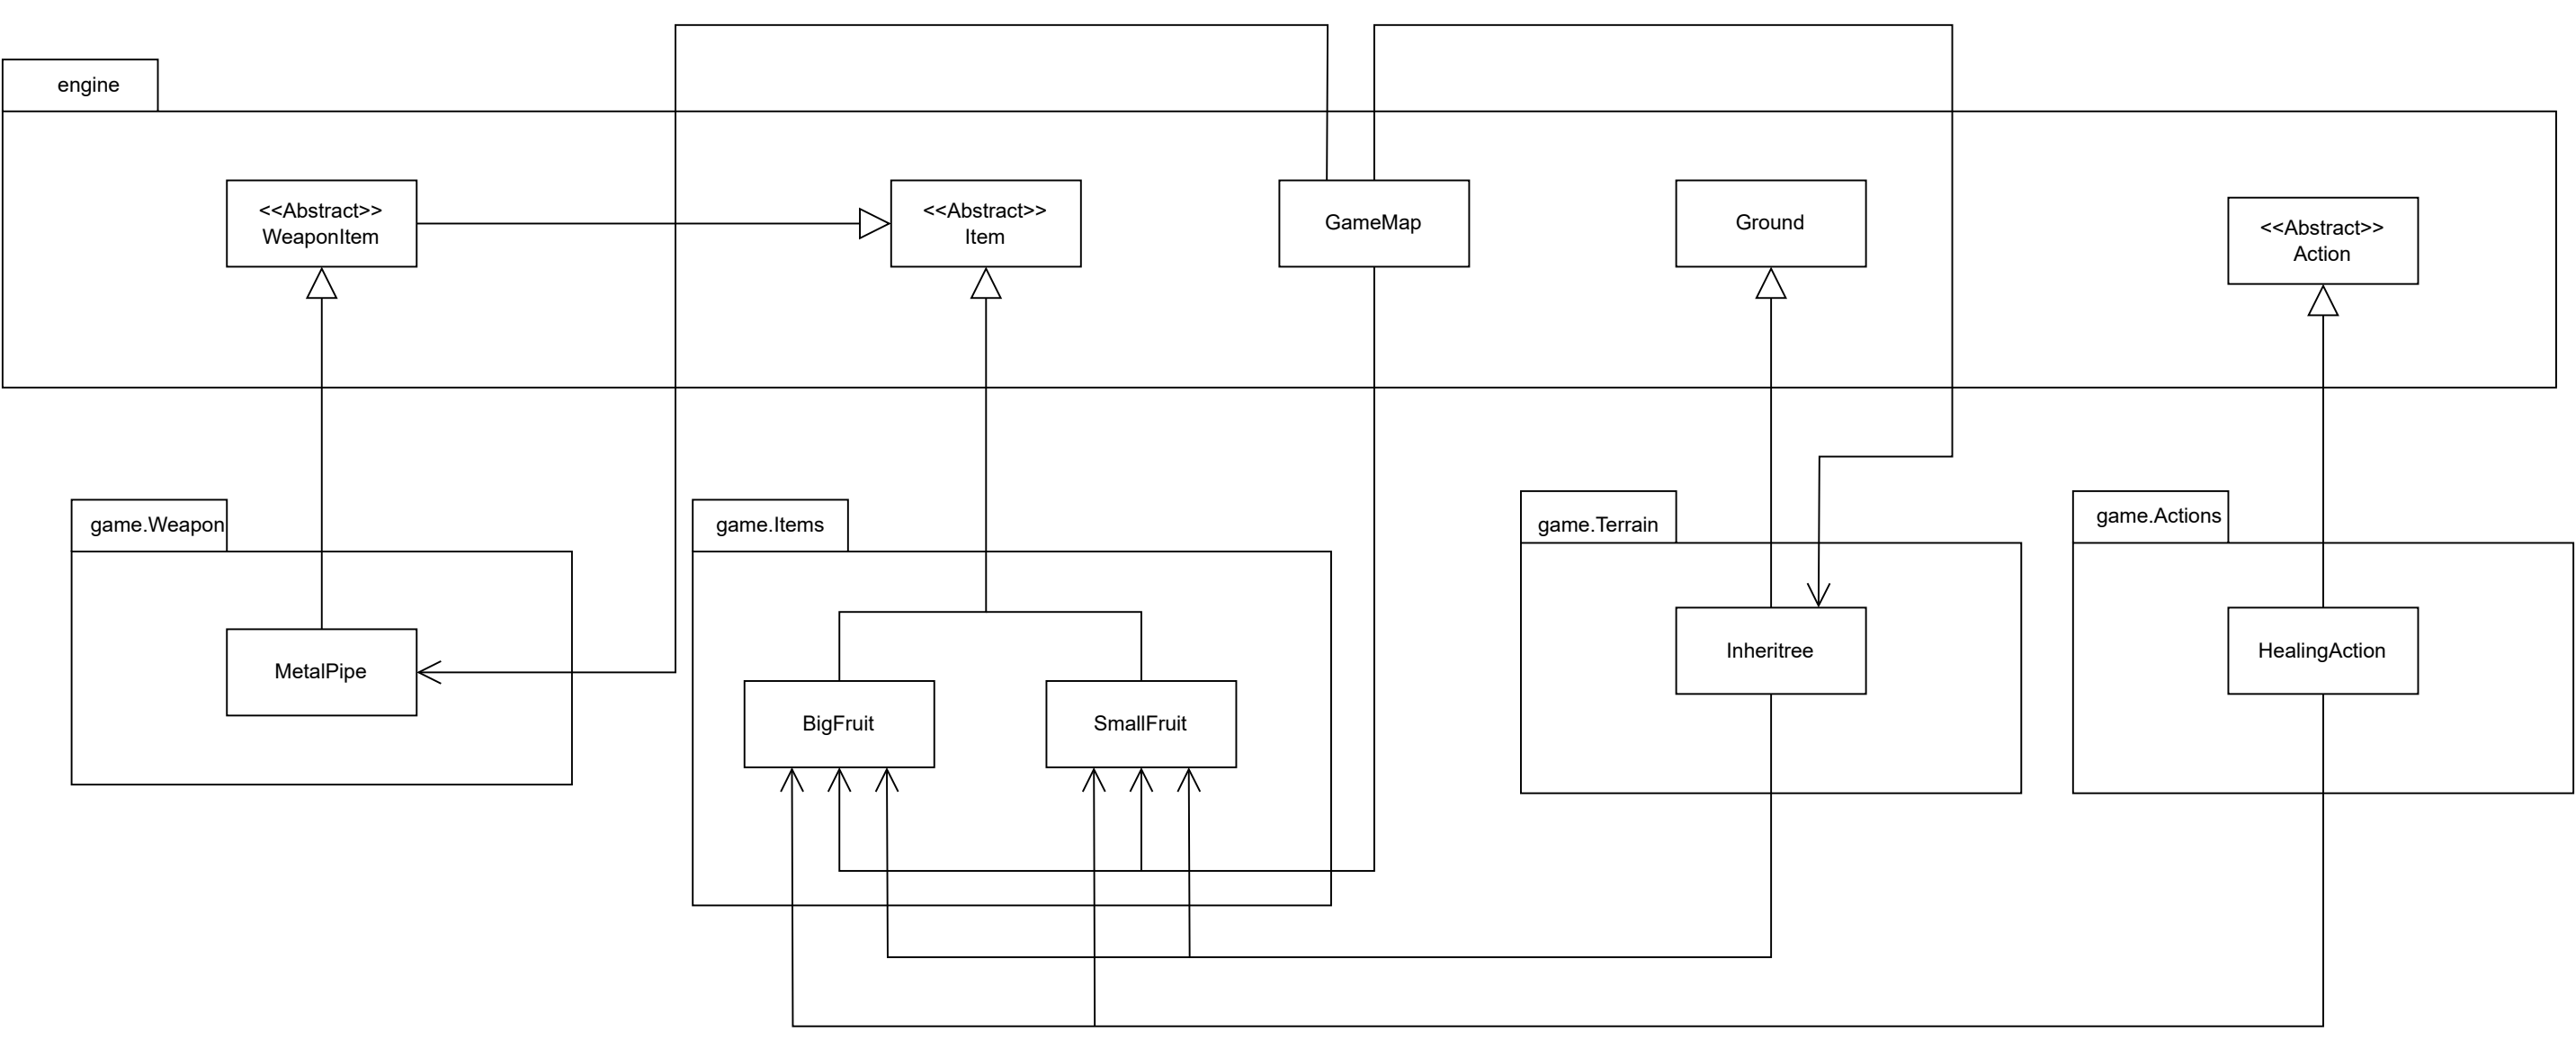 engine
<<Abstract>>
WeaponItem
<<Abstract>>
Item
GameMap
Ground
<<Abstract>>
Action
game.Weapon
game.Items
game.Terrain
game.Actions
MetalPipe
BigFruit
SmallFruit
Inheritree
HealingAction